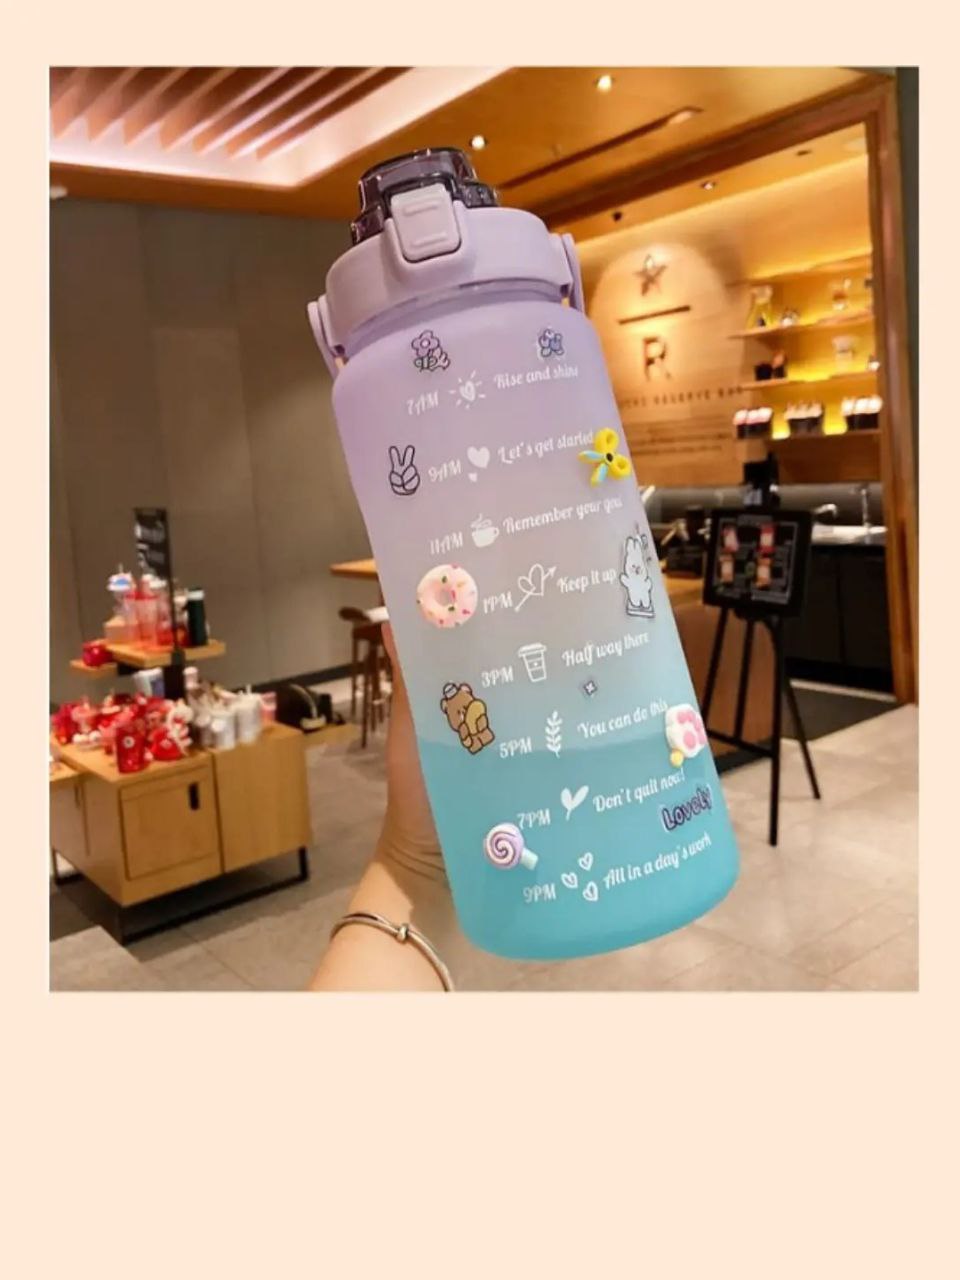 7AM Rise and shine
9AM Let's get started
11AM Remember your goal
1PM Keep it up
3PM Half way there
5PM You can do this
7PM Don't quit now!
Lovely
9PM All in a day's work
R